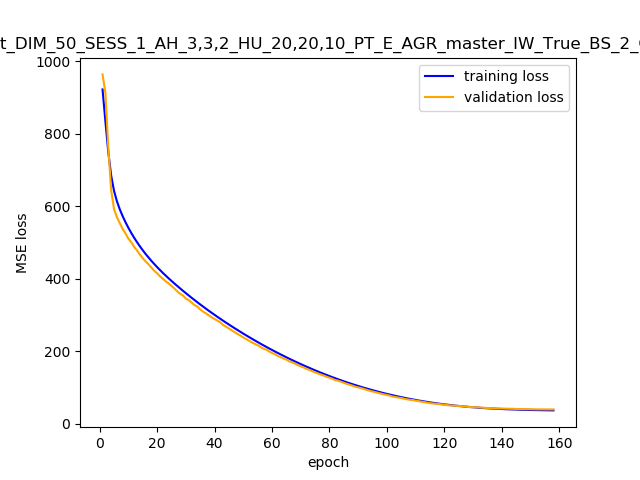 t_DIM_50_SESS_1_AH_3,3,2_HU_20,20,10_PT_E_AGR_master_IW_True_BS_2_
training loss
validation loss
MSE loss
1000
800
600
400
200
0
0 20 40 60 80 100 120 140 160
epoch